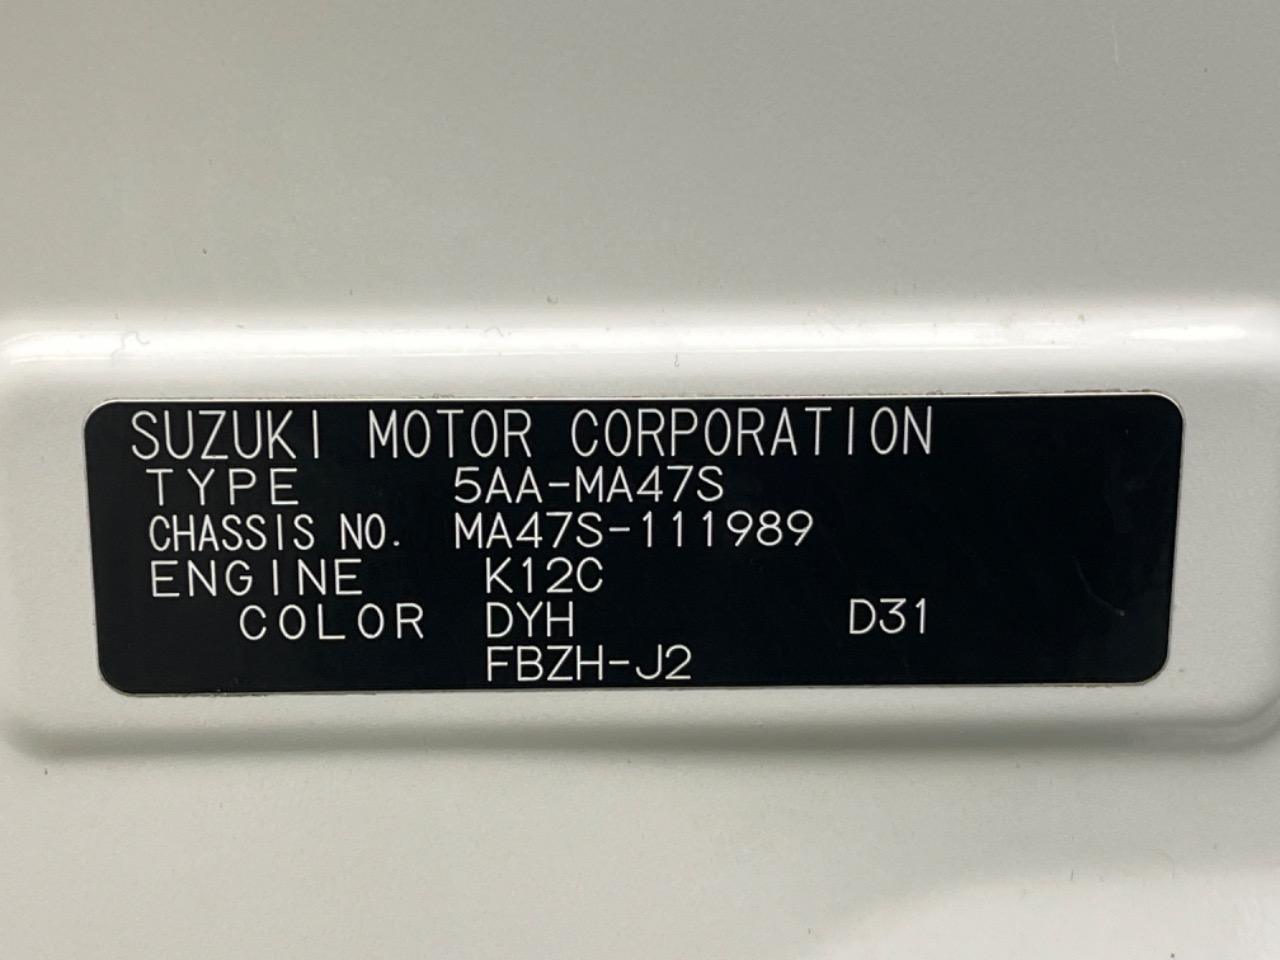 SUZUKI MOTOR CORPORATION
TYPE 5AA-MA47S
CHASSIS NO. MA47S-111989
ENGINE K12C
COLOR DYH D31
FBZH-J2